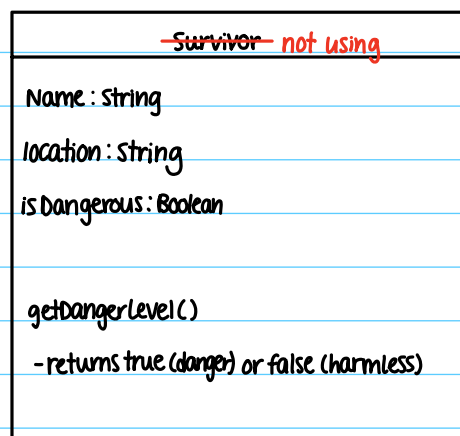 Survivor not using
Name: String
location: String
isDangerous: Boolean
getDangerLevel()
- returns true (danger) or false (harmless)